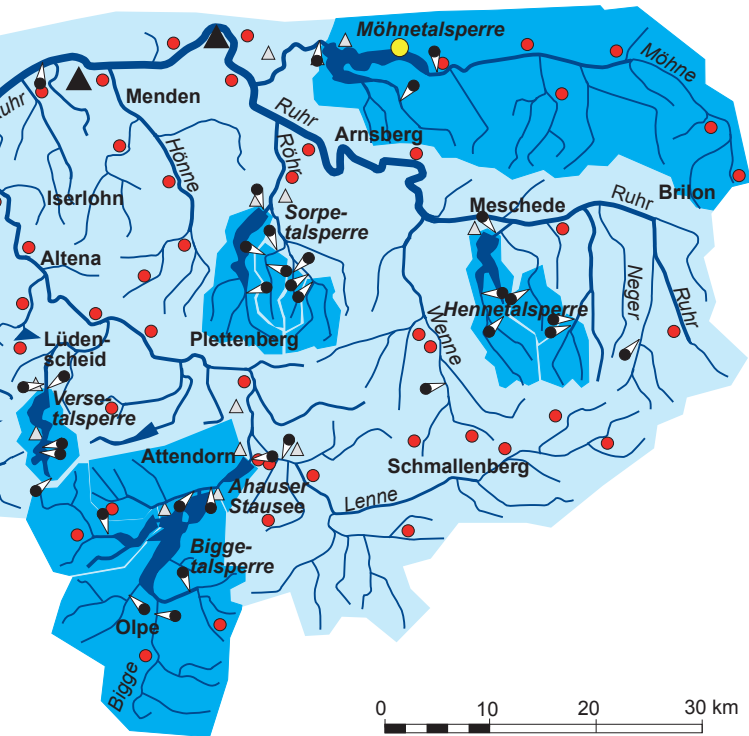 Möhnetalsperre
Möhne
Ruhr
Menden
Ruhr
Arnsberg
Hönne
Röhr
Iserlohn
Sorpe-
talsperre
Meschede
Ruhr
Brilon
Altena
Neger
Ruhr
Hennetalsperre
Wenne
Lüden-
scheid
Plettenberg
Verse-
talsperre
Attendorn
Schmallenberg
Ahauser
Stausee
Lenne
Bigge-
talsperre
Olpe
Bigge
0 10 20 30 km